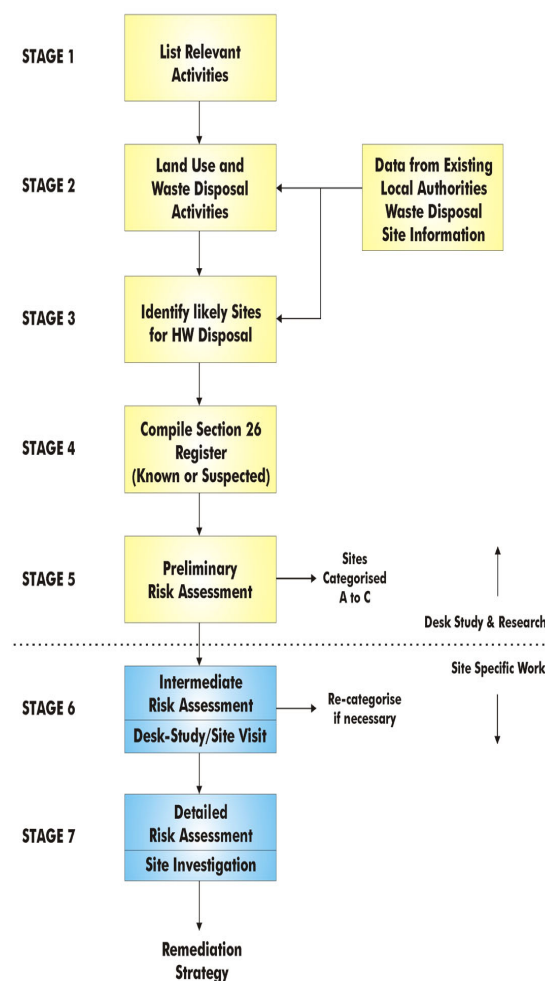 STAGE 1
List Relevant
Activities
STAGE 2
Land Use and
Waste Disposal
Activities
Data from Existing
Local Authorities
Waste Disposal
Site Information
STAGE 3
Identify likely Sites
for HW Disposal
STAGE 4
Compile Section 26
Register
(Known or Suspected)
STAGE 5
Preliminary
Risk Assessment
Sites
Categorised
A to C
Desk Study & Research
Site Specific Work
STAGE 6
Intermediate
Risk Assessment
Desk-Study/Site Visit
Re-categorise
if necessary
STAGE 7
Detailed
Risk Assessment
Site Investigation
Remediation
Strategy